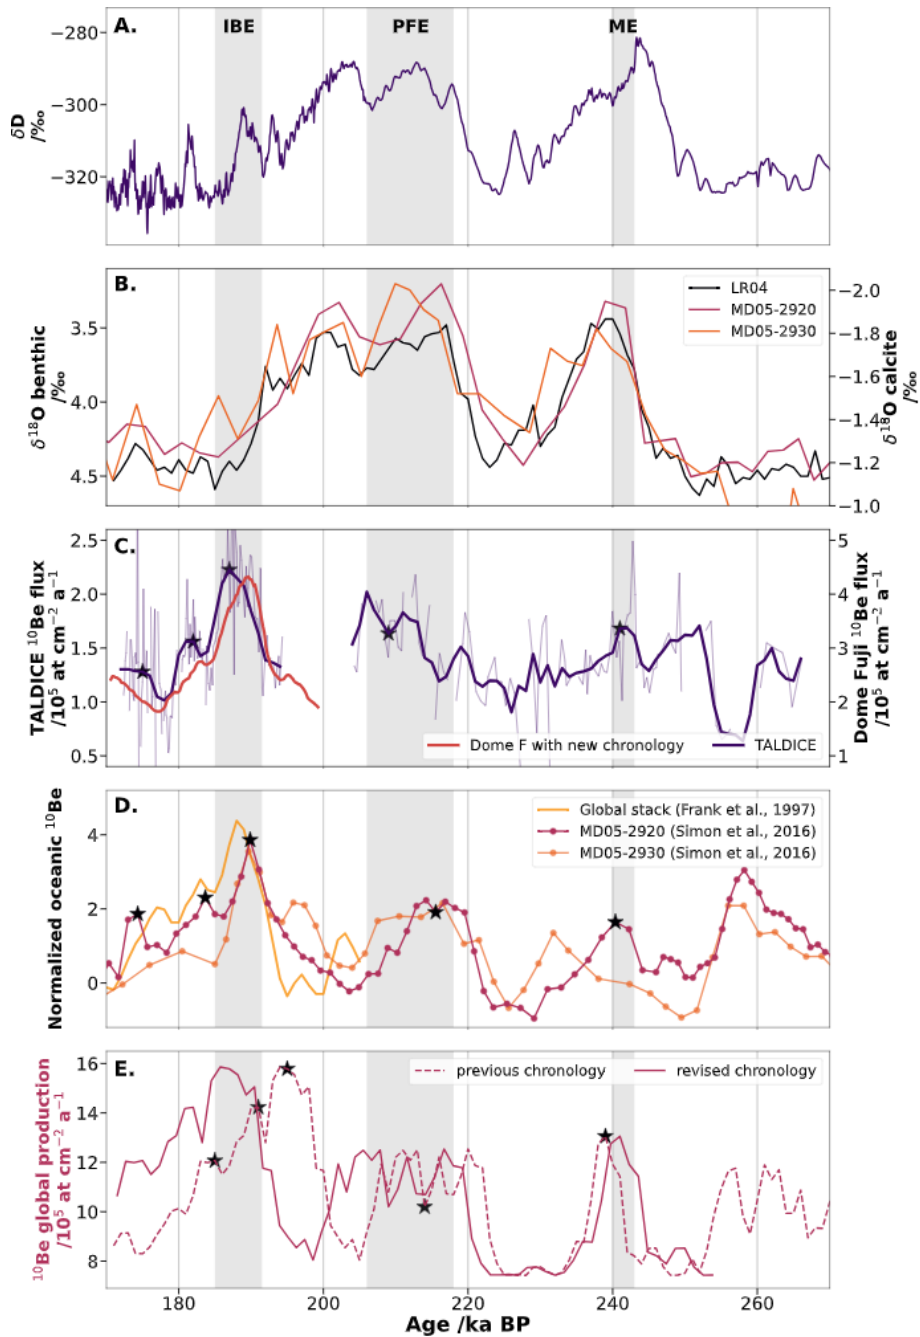 A.
IBE
PFE
ME
−280
−300
−320
δD
/‰
B.
3.5
4.0
4.5
δ¹⁸O benthic
/‰
LR04
MD05-2920
MD05-2930
−2.0
−1.8
−1.6
−1.4
−1.2
−1.0
δ¹⁸O calcite
/‰
C.
2.5
2.0
1.5
1.0
0.5
TALDICE ¹⁰Be flux
/10⁵ at cm⁻² a⁻¹
Dome F with new chronology
TALDICE
5
4
3
2
1
Dome Fuji ¹⁰Be flux
/10⁵ at cm⁻² a⁻¹
D.
4
2
0
Normalized oceanic ¹⁰Be
Global stack (Frank et al., 1997)
MD05-2920 (Simon et al., 2016)
MD05-2930 (Simon et al., 2016)
E.
16
14
12
10
8
¹⁰Be global production
/10⁵ at cm⁻² a⁻¹
previous chronology
revised chronology
180
200
220
240
260
Age /ka BP